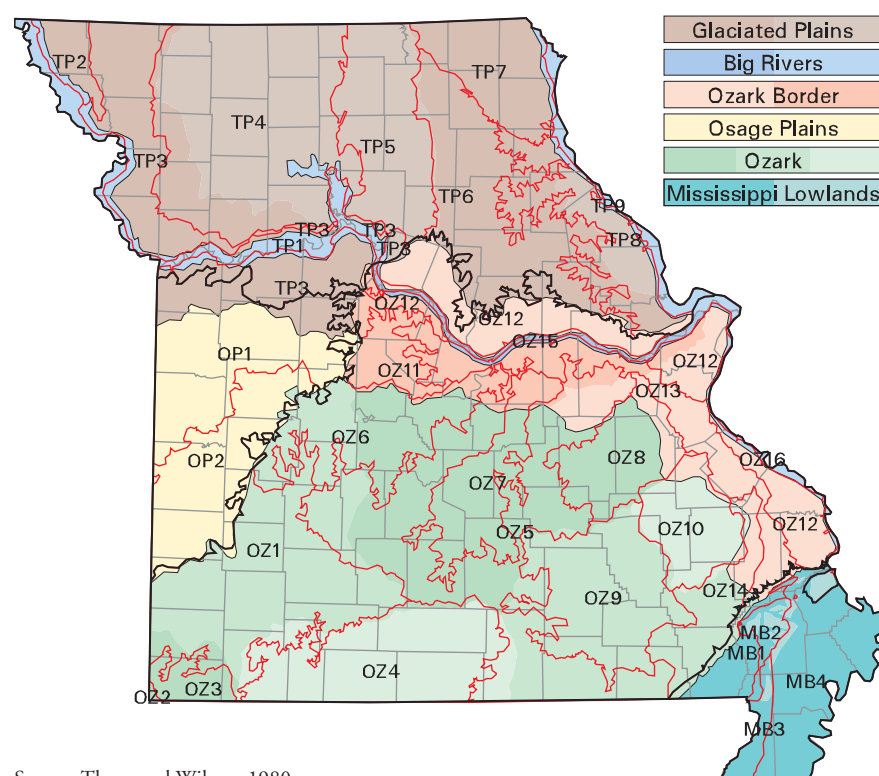 Glaciated Plains
Big Rivers
Ozark Border
Osage Plains
Ozark
Mississippi Lowlands
TP2
TP7
TP4
TP5
TP3
TP6
TP9
TP3
TP3
TP8
TP1
TP3
TP3
OZ12
OZ12
OZ15
OP1
OZ12
OZ11
OZ13
OZ6
OP2
OZ8
OZ16
OZ7
OZ10
OZ12
OZ5
OZ1
OZ14
OZ9
MB2
MB1
OZ4
MB4
OZ3
OZ2
MB3
1980